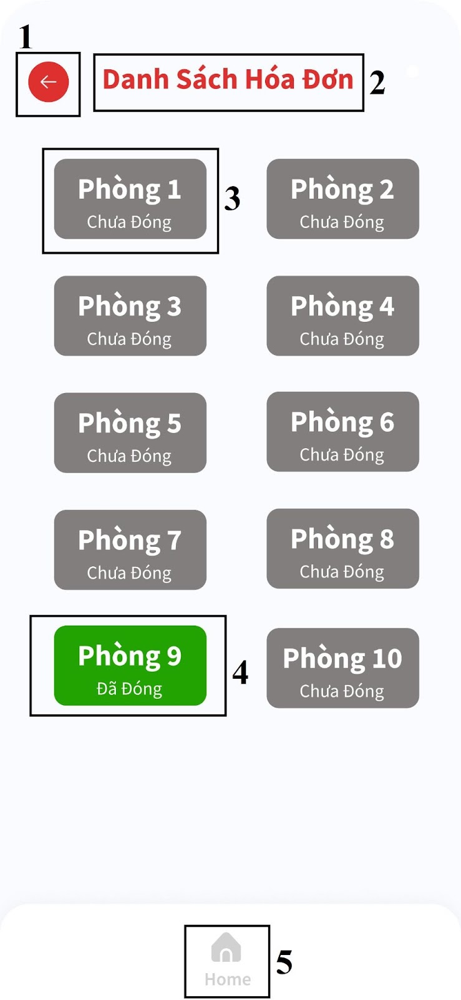 1
Danh Sách Hóa Đơn 2
Phòng 1
Chưa Đóng
3
Phòng 2
Chưa Đóng
Phòng 3
Chưa Đóng
Phòng 4
Chưa Đóng
Phòng 5
Chưa Đóng
Phòng 6
Chưa Đóng
Phòng 7
Chưa Đóng
Phòng 8
Chưa Đóng
Phòng 9
Đã Đóng
4
Phòng 10
Chưa Đóng
5
Home